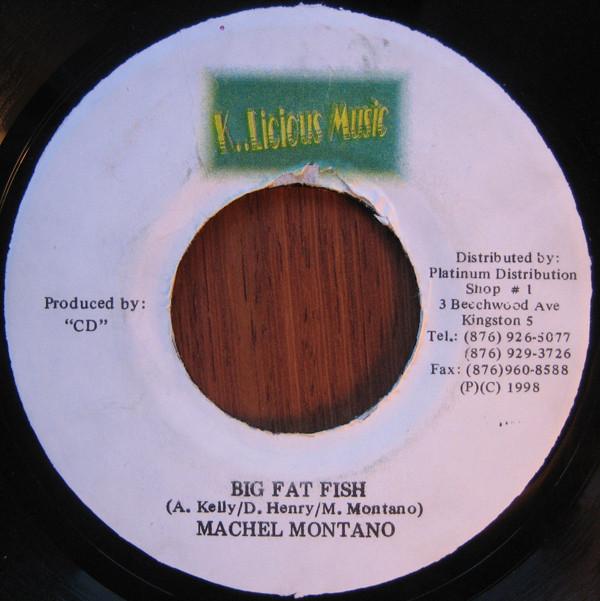 K..Licious Music
Produced by:
"CD"
Distributed by:
Platinum Distribution
Shop # 1
3 Beechwood Ave
Kingston 5
Tel.: (876) 926-5077
(876) 929-3726
Fax: (876)960-8588
(P)(C) 1998
BIG FAT FISH
(A. Kelly/D. Henry/M. Montano)
MACHEL MONTANO